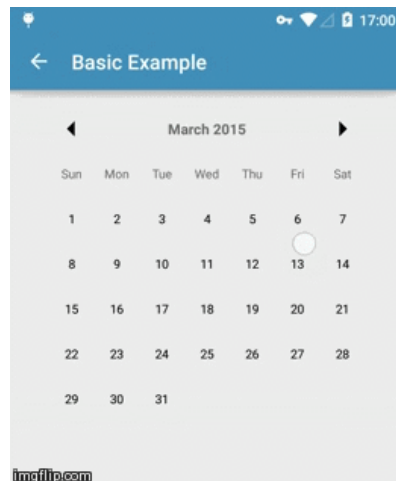 17:00
Basic Example
March 2015
Sun Mon Tue Wed Thu Fri Sat
1 2 3 4 5 6 7
8 9 10 11 12 13 14
15 16 17 18 19 20 21
22 23 24 25 26 27 28
29 30 31
imgflip.com